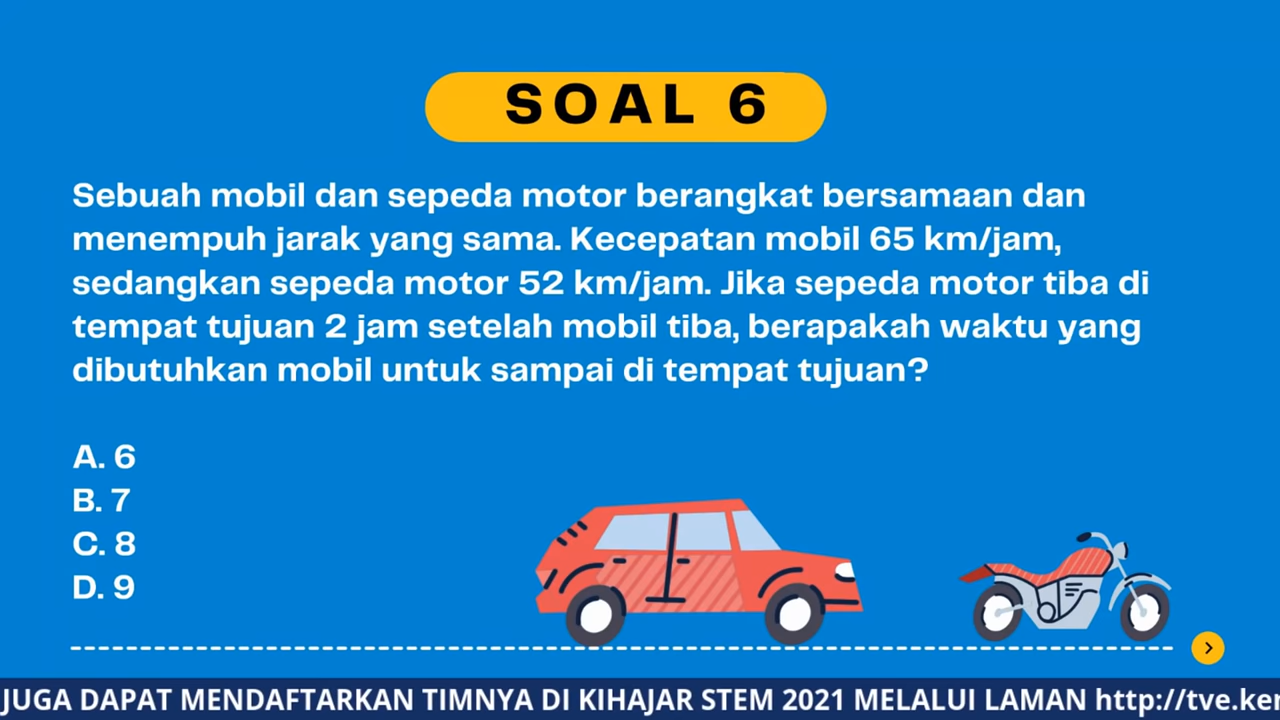 SOAL 6
Sebuah mobil dan sepeda motor berangkat bersamaan dan
menempuh jarak yang sama. Kecepatan mobil 65 km/jam,
sedangkan sepeda motor 52 km/jam. Jika sepeda motor tiba di
tempat tujuan 2 jam setelah mobil tiba, berapakah waktu yang
dibutuhkan mobil untuk sampai di tempat tujuan?
A. 6
B. 7
C. 8
D. 9
JUGA DAPAT MENDAFTARKAN TIMNYA DI KIHAJAR STEM 2021 MELALUI LAMAN http://tve.ke